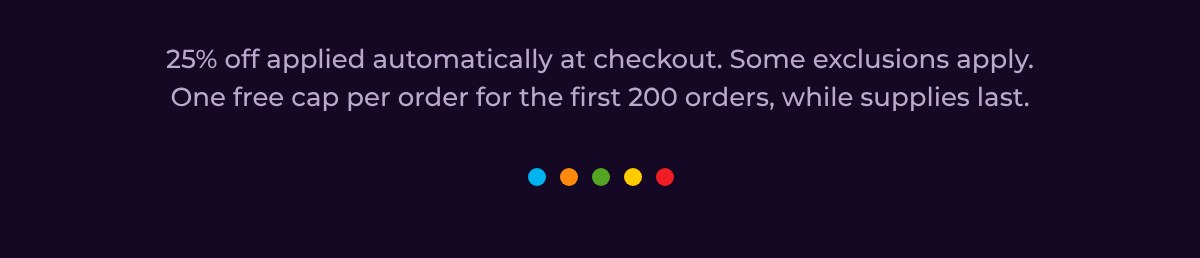 25% off applied automatically at checkout. Some exclusions apply.
One free cap per order for the first 200 orders, while supplies last.